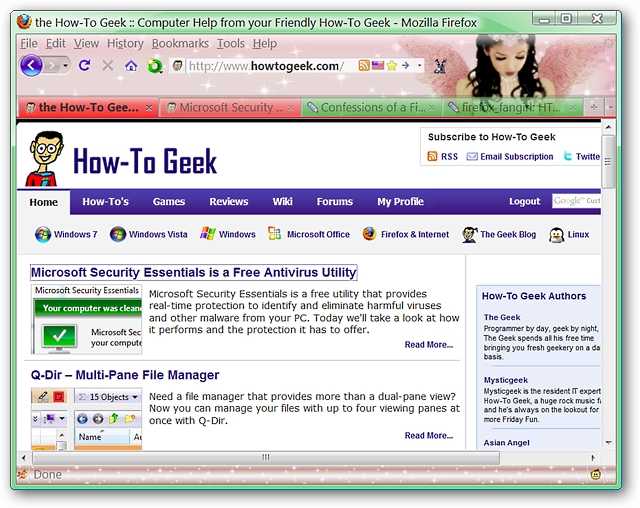 the How-To Geek :: Computer Help from your Friendly How-To Geek - Mozilla Firefox
File Edit View History Bookmarks Tools Help
http://www.howtogeek.com/
the How-To Gee...
Microsoft Security ...
Confessions of a Fi...
firefox_fangirl: HT...
How-To Geek
Subscribe to How-To Geek
RSS Email Subscription Twitte
Home How-To's Games Reviews Wiki Forums My Profile Logout Google™ Cust
Windows 7 Windows Vista Windows Microsoft Office Firefox & Internet The Geek Blog Linux
Microsoft Security Essentials is a Free Antivirus Utility
Microsoft Security Essentials
Your computer was clean
Microsoft Sec
your compute
Microsoft Security Essentials is a free utility that provides
real-time protection to identify and eliminate harmful viruses
and other malware from your PC. Today we'll take a look at how
it performs and the protection it has to offer.
Read More...
Q-Dir – Multi-Pane File Manager
15 Objects
Name Au
Need a file manager that provides more than a dual-pane view?
Now you can manage your files with up to four viewing panes at
once with Q-Dir.
Read More...
How-To Geek Authors
The Geek
Programmer by day, geek by night,
The Geek spends all his free time
bringing you fresh geekery on a da
basis.
Mysticgeek
Mysticgeek is the resident IT expert
How-To Geek, a huge rock music fa
and he's always on the lookout for
more Friday Fun.
Asian Angel
Done